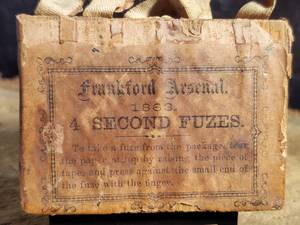 Frankford Arsenal.
1863.
4 SECOND FUZES.
To take a fuze from the package, tear
the paper strip by raising the piece of
tape, and press against the small end of
the fuze with the finger.